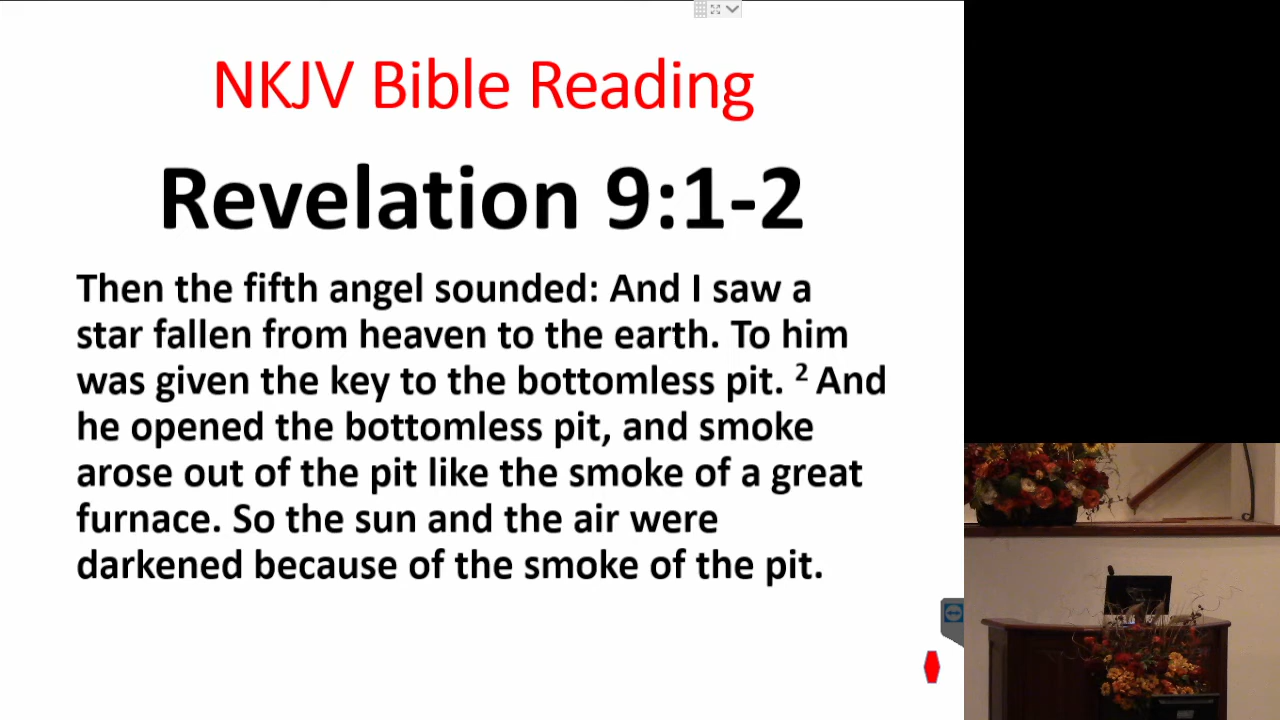 NKJV Bible Reading
Revelation 9:1-2
Then the fifth angel sounded: And I saw a
star fallen from heaven to the earth. To him
was given the key to the bottomless pit. ² And
he opened the bottomless pit, and smoke
arose out of the pit like the smoke of a great
furnace. So the sun and the air were
darkened because of the smoke of the pit.